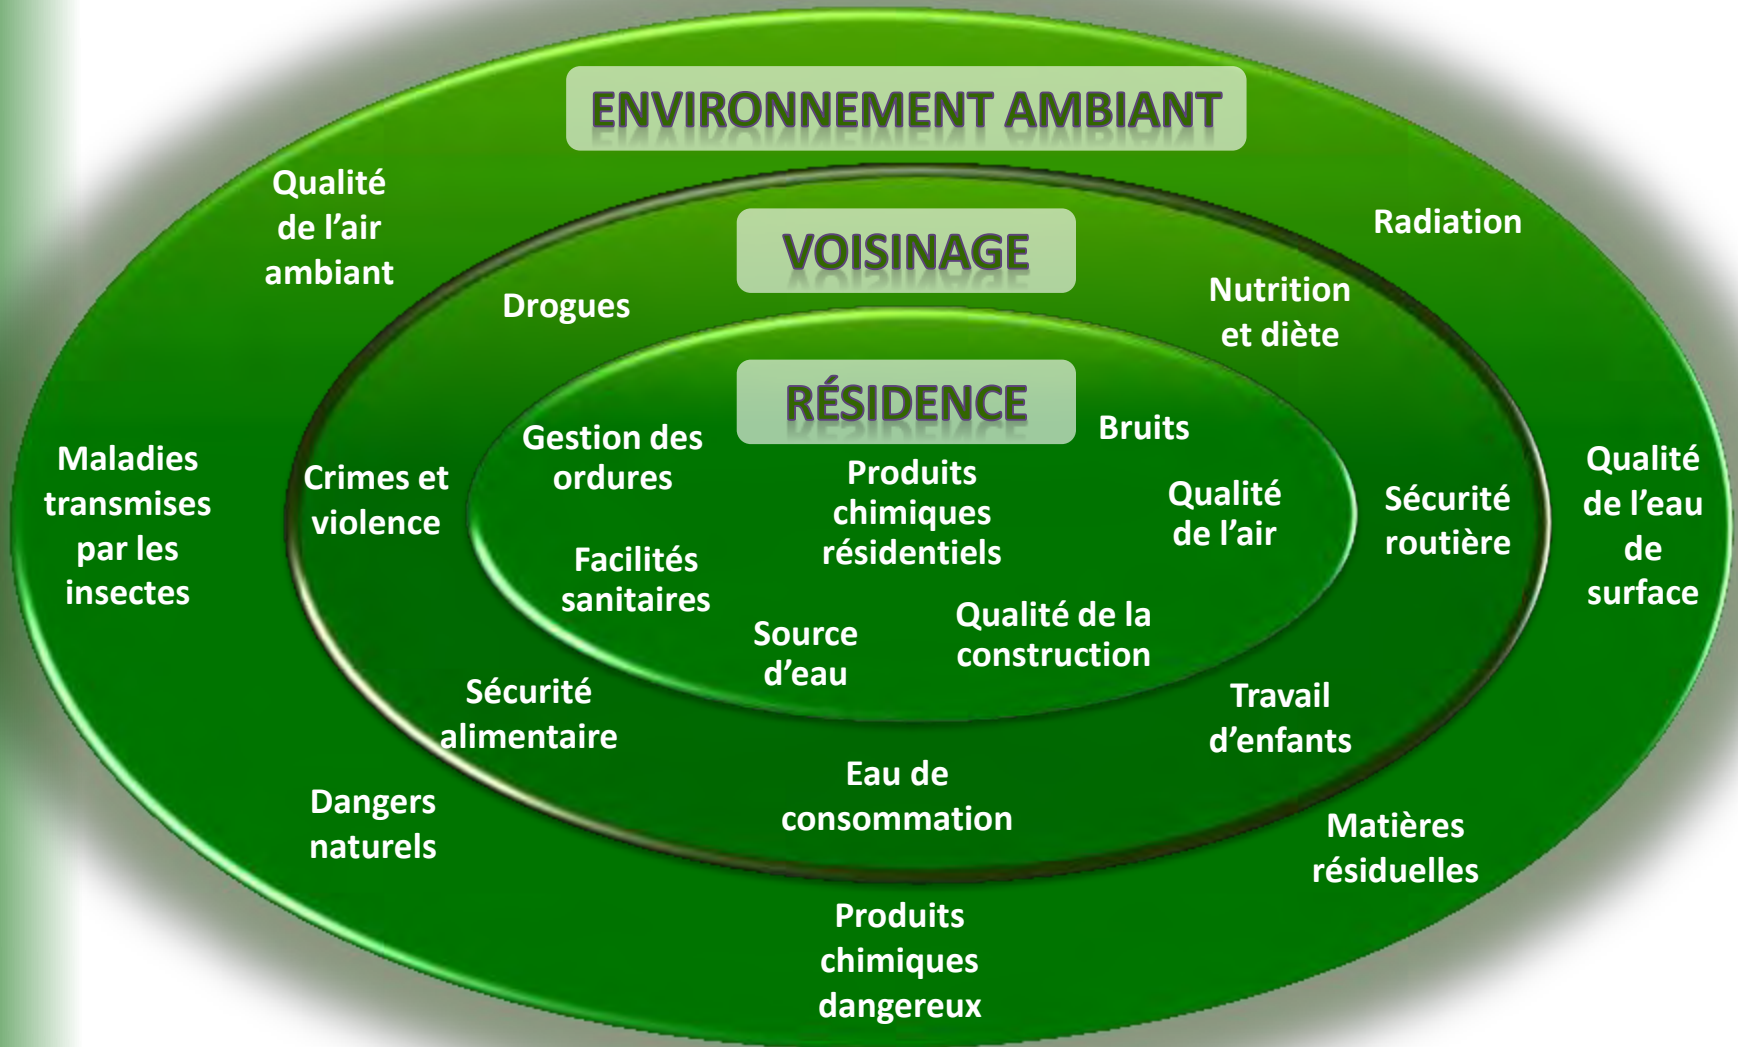 ENVIRONNEMENT AMBIANT
Qualité
de l’air
ambiant
Radiation
VOISINAGE
Drogues
Nutrition
et diète
RÉSIDENCE
Gestion des
ordures
Bruits
Produits
chimiques
résidentiels
Qualité
de l’air
Maladies
transmises
par les
insectes
Crimes et
violence
Sécurité
routière
Qualité
de l’eau
de
surface
Facilités
sanitaires
Source
d’eau
Qualité de la
construction
Sécurité
alimentaire
Travail
d’enfants
Eau de
consommation
Dangers
naturels
Matières
résiduelles
Produits
chimiques
dangereux